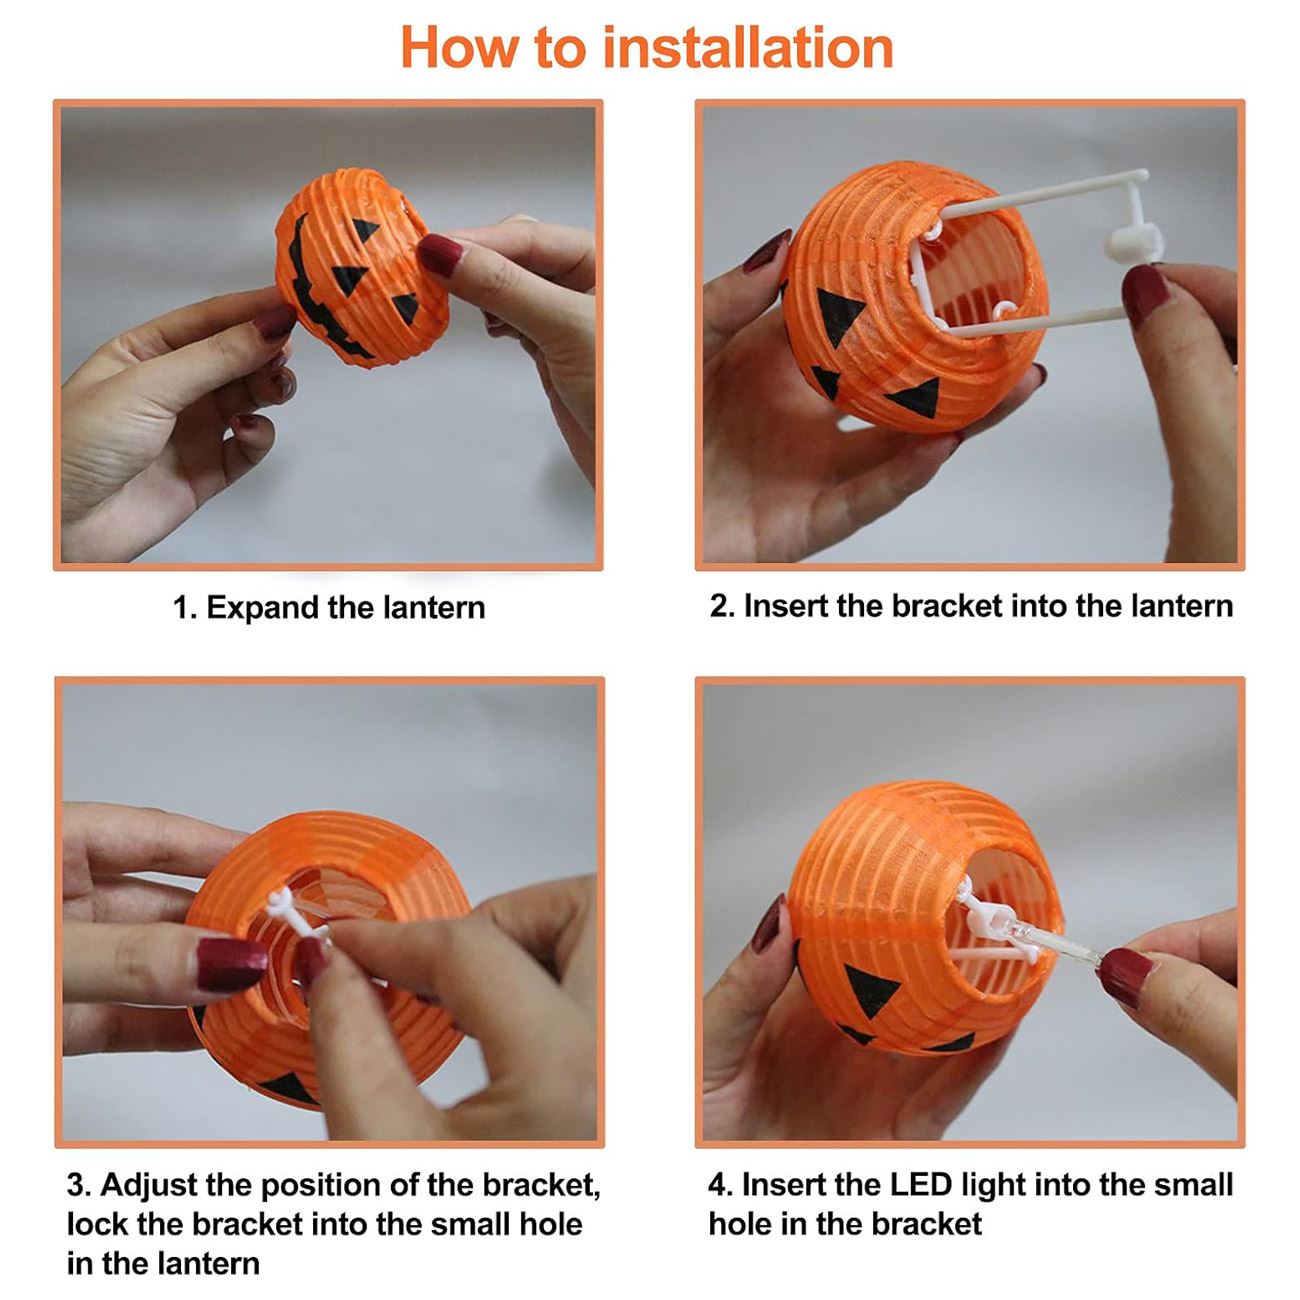 How to installation
1. Expand the lantern
2. Insert the bracket into the lantern
3. Adjust the position of the bracket,
lock the bracket into the small hole
in the lantern
4. Insert the LED light into the small
hole in the bracket